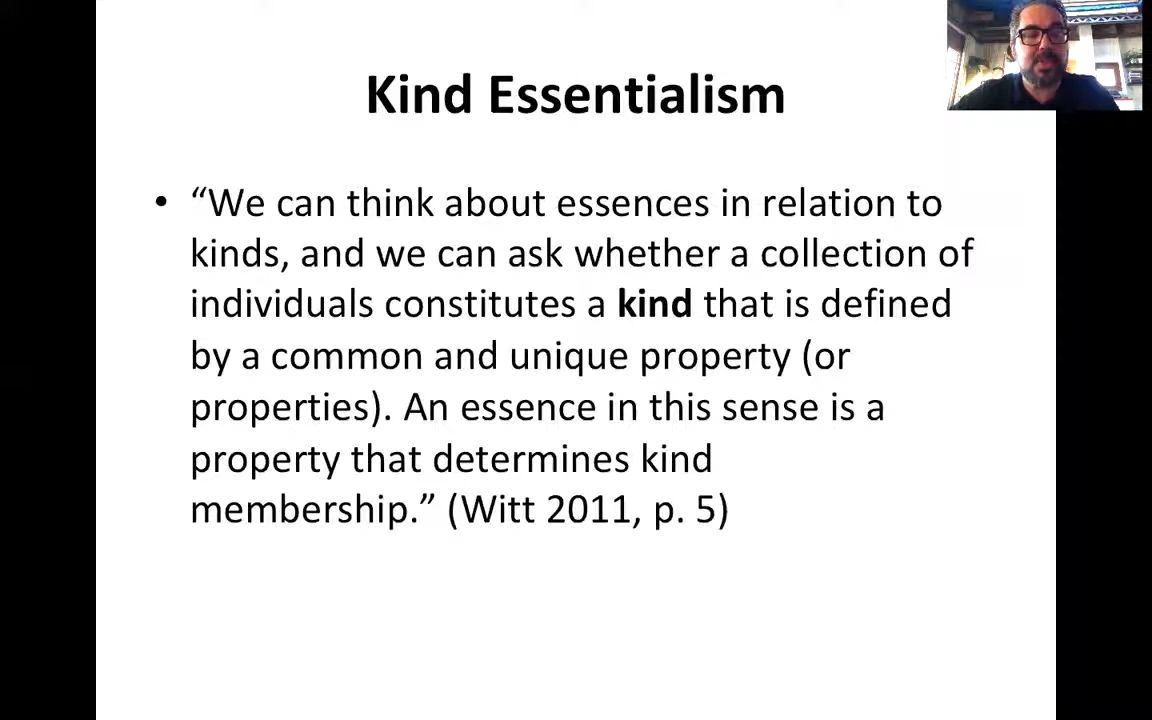 Kind Essentialism
• “We can think about essences in relation to
kinds, and we can ask whether a collection of
individuals constitutes a kind that is defined
by a common and unique property (or
properties). An essence in this sense is a
property that determines kind
membership.” (Witt 2011, p. 5)